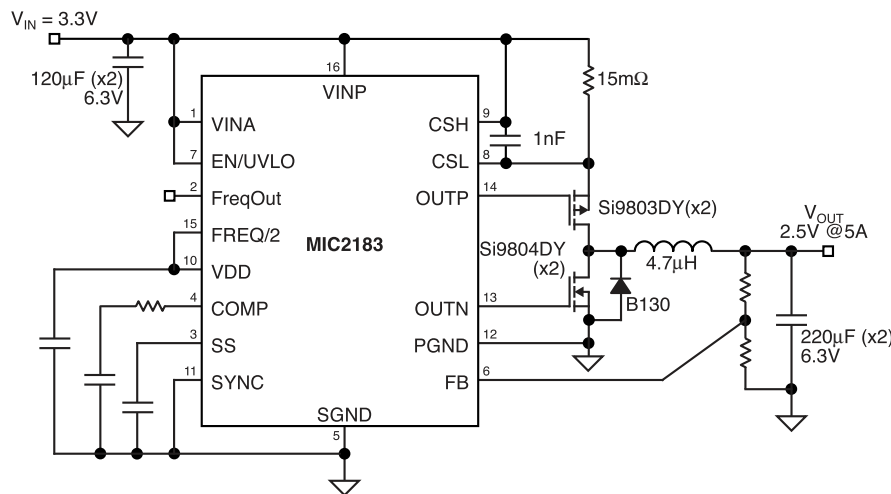 V_IN = 3.3V
120µF (x2)
6.3V
16
VINP
15mΩ
1
VINA
7
EN/UVLO
2
FreqOut
15
FREQ/2
10
VDD
4
COMP
3
SS
11
SYNC
MIC2183
SGND
5
9
CSH
8
CSL
1nF
14
OUTP
13
OUTN
12
PGND
6
FB
Si9803DY(x2)
Si9804DY
(x2)
4.7µH
B130
V_OUT
2.5V @5A
220µF (x2)
6.3V